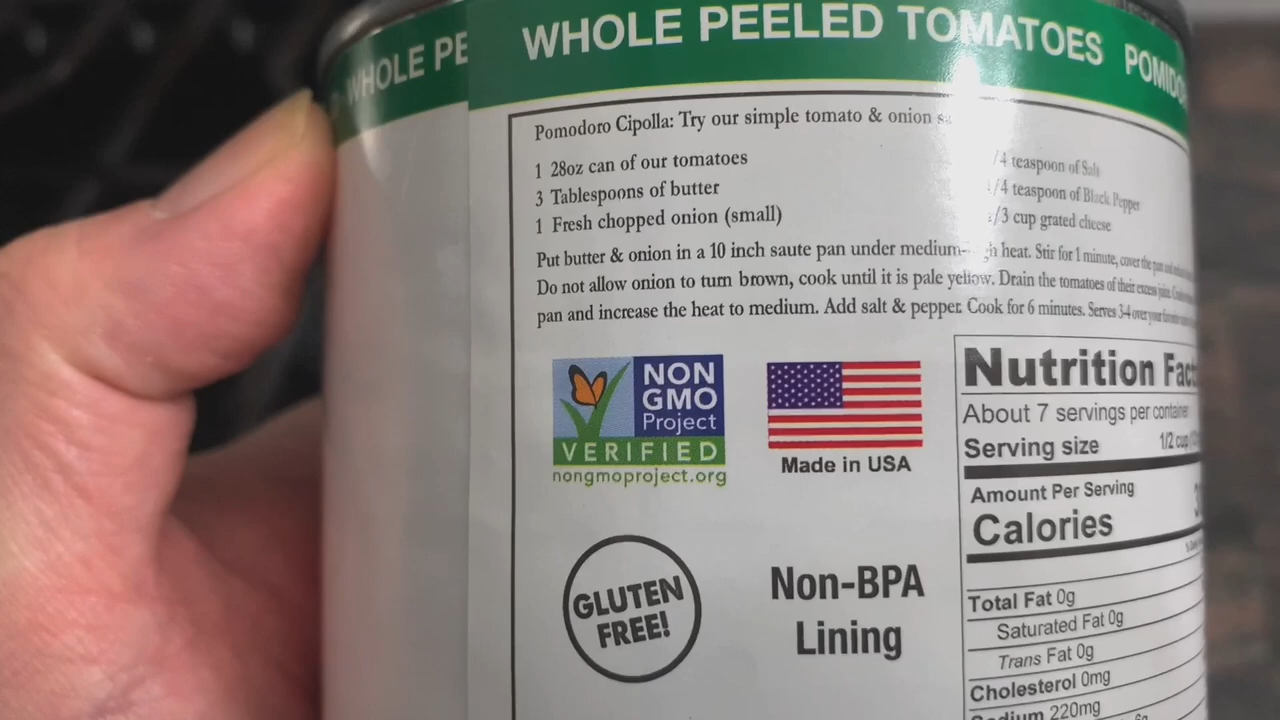 WHOLE PE
WHOLE PEELED TOMATOES
Pomodoro Cipolla: Try our simple tomato & onion
1 28oz can of our tomatoes
3 Tablespoons of butter
1 Fresh chopped onion (small)
/4 teaspoon of Salt
/4 teaspoon of Black Pepper
/3 cup grated cheese
Put butter & onion in a 10 inch saute pan under medium- heat. Stir for 1 minute, cover the pan and
Do not allow onion to turn brown, cook until it is pale yellow. Drain the tomatoes of their excess juice.
pan and increase the heat to medium. Add salt & pepper. Cook for 6 minutes. Serves 3-4 over your favorite
NON
GMO
Project
VERIFIED
nongmoproject.org
Made in USA
GLUTEN
FREE!
Non-BPA
Lining
Nutrition Fact
About 7 servings per container
Serving size 1/2 cup
Amount Per Serving
Calories
Total Fat 0g
Saturated Fat 0g
Trans Fat 0g
Cholesterol 0mg
Sodium 220mg